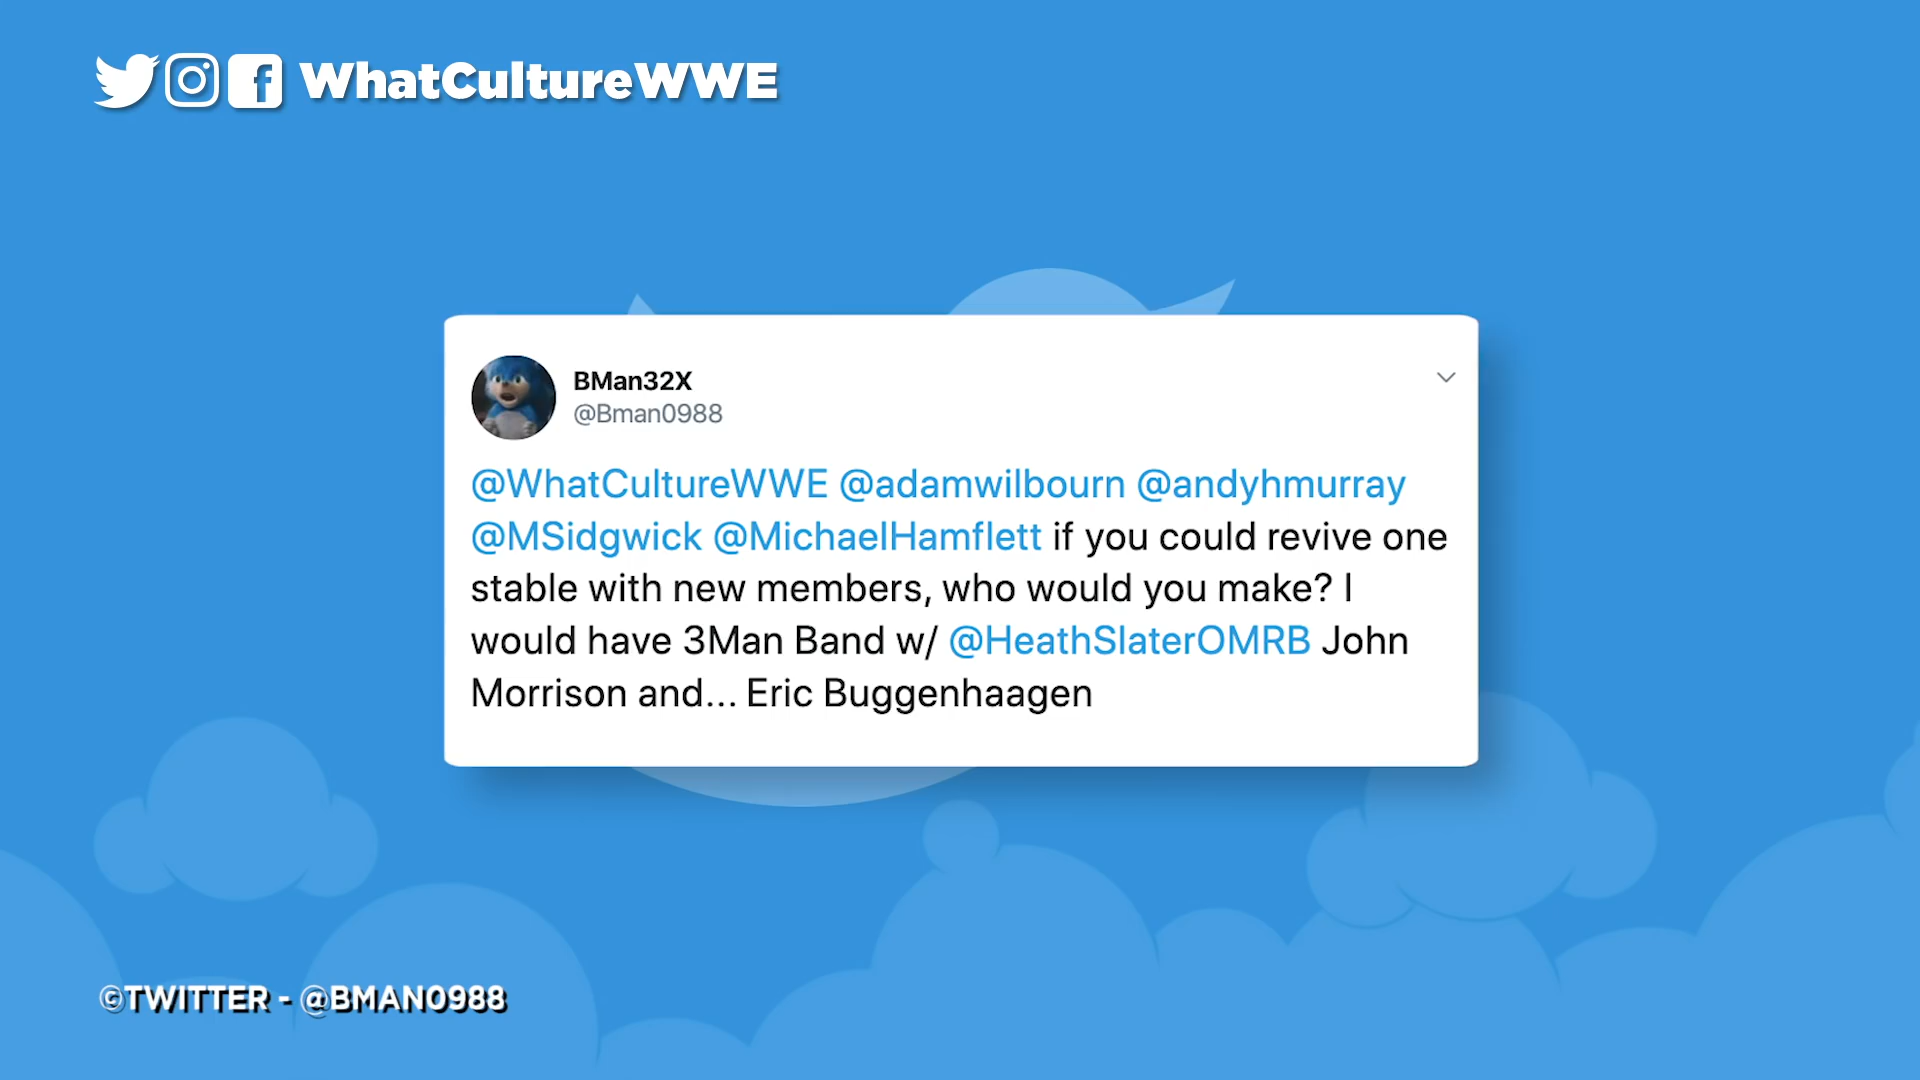 WhatCultureWWE
BMan32X
@Bman0988
@WhatCultureWWE @adamwilbourn @andyhmurray
@MSidgwick @MichaelHamflett if you could revive one
stable with new members, who would you make? I
would have 3Man Band w/ @HeathSlaterOMRB John
Morrison and... Eric Buggenhaagen
©TWITTER - @BMAN0988